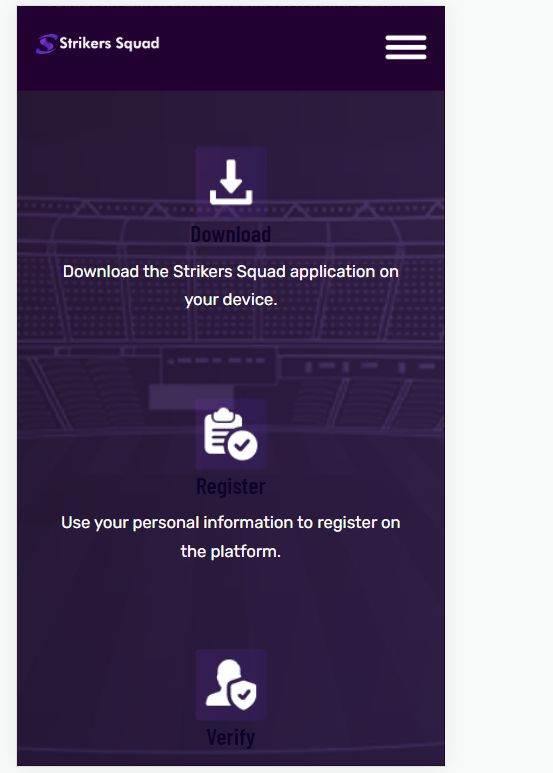 Strikers Squad
Download
Download the Strikers Squad application on
your device.
Register
Use your personal information to register on
the platform.
Verify